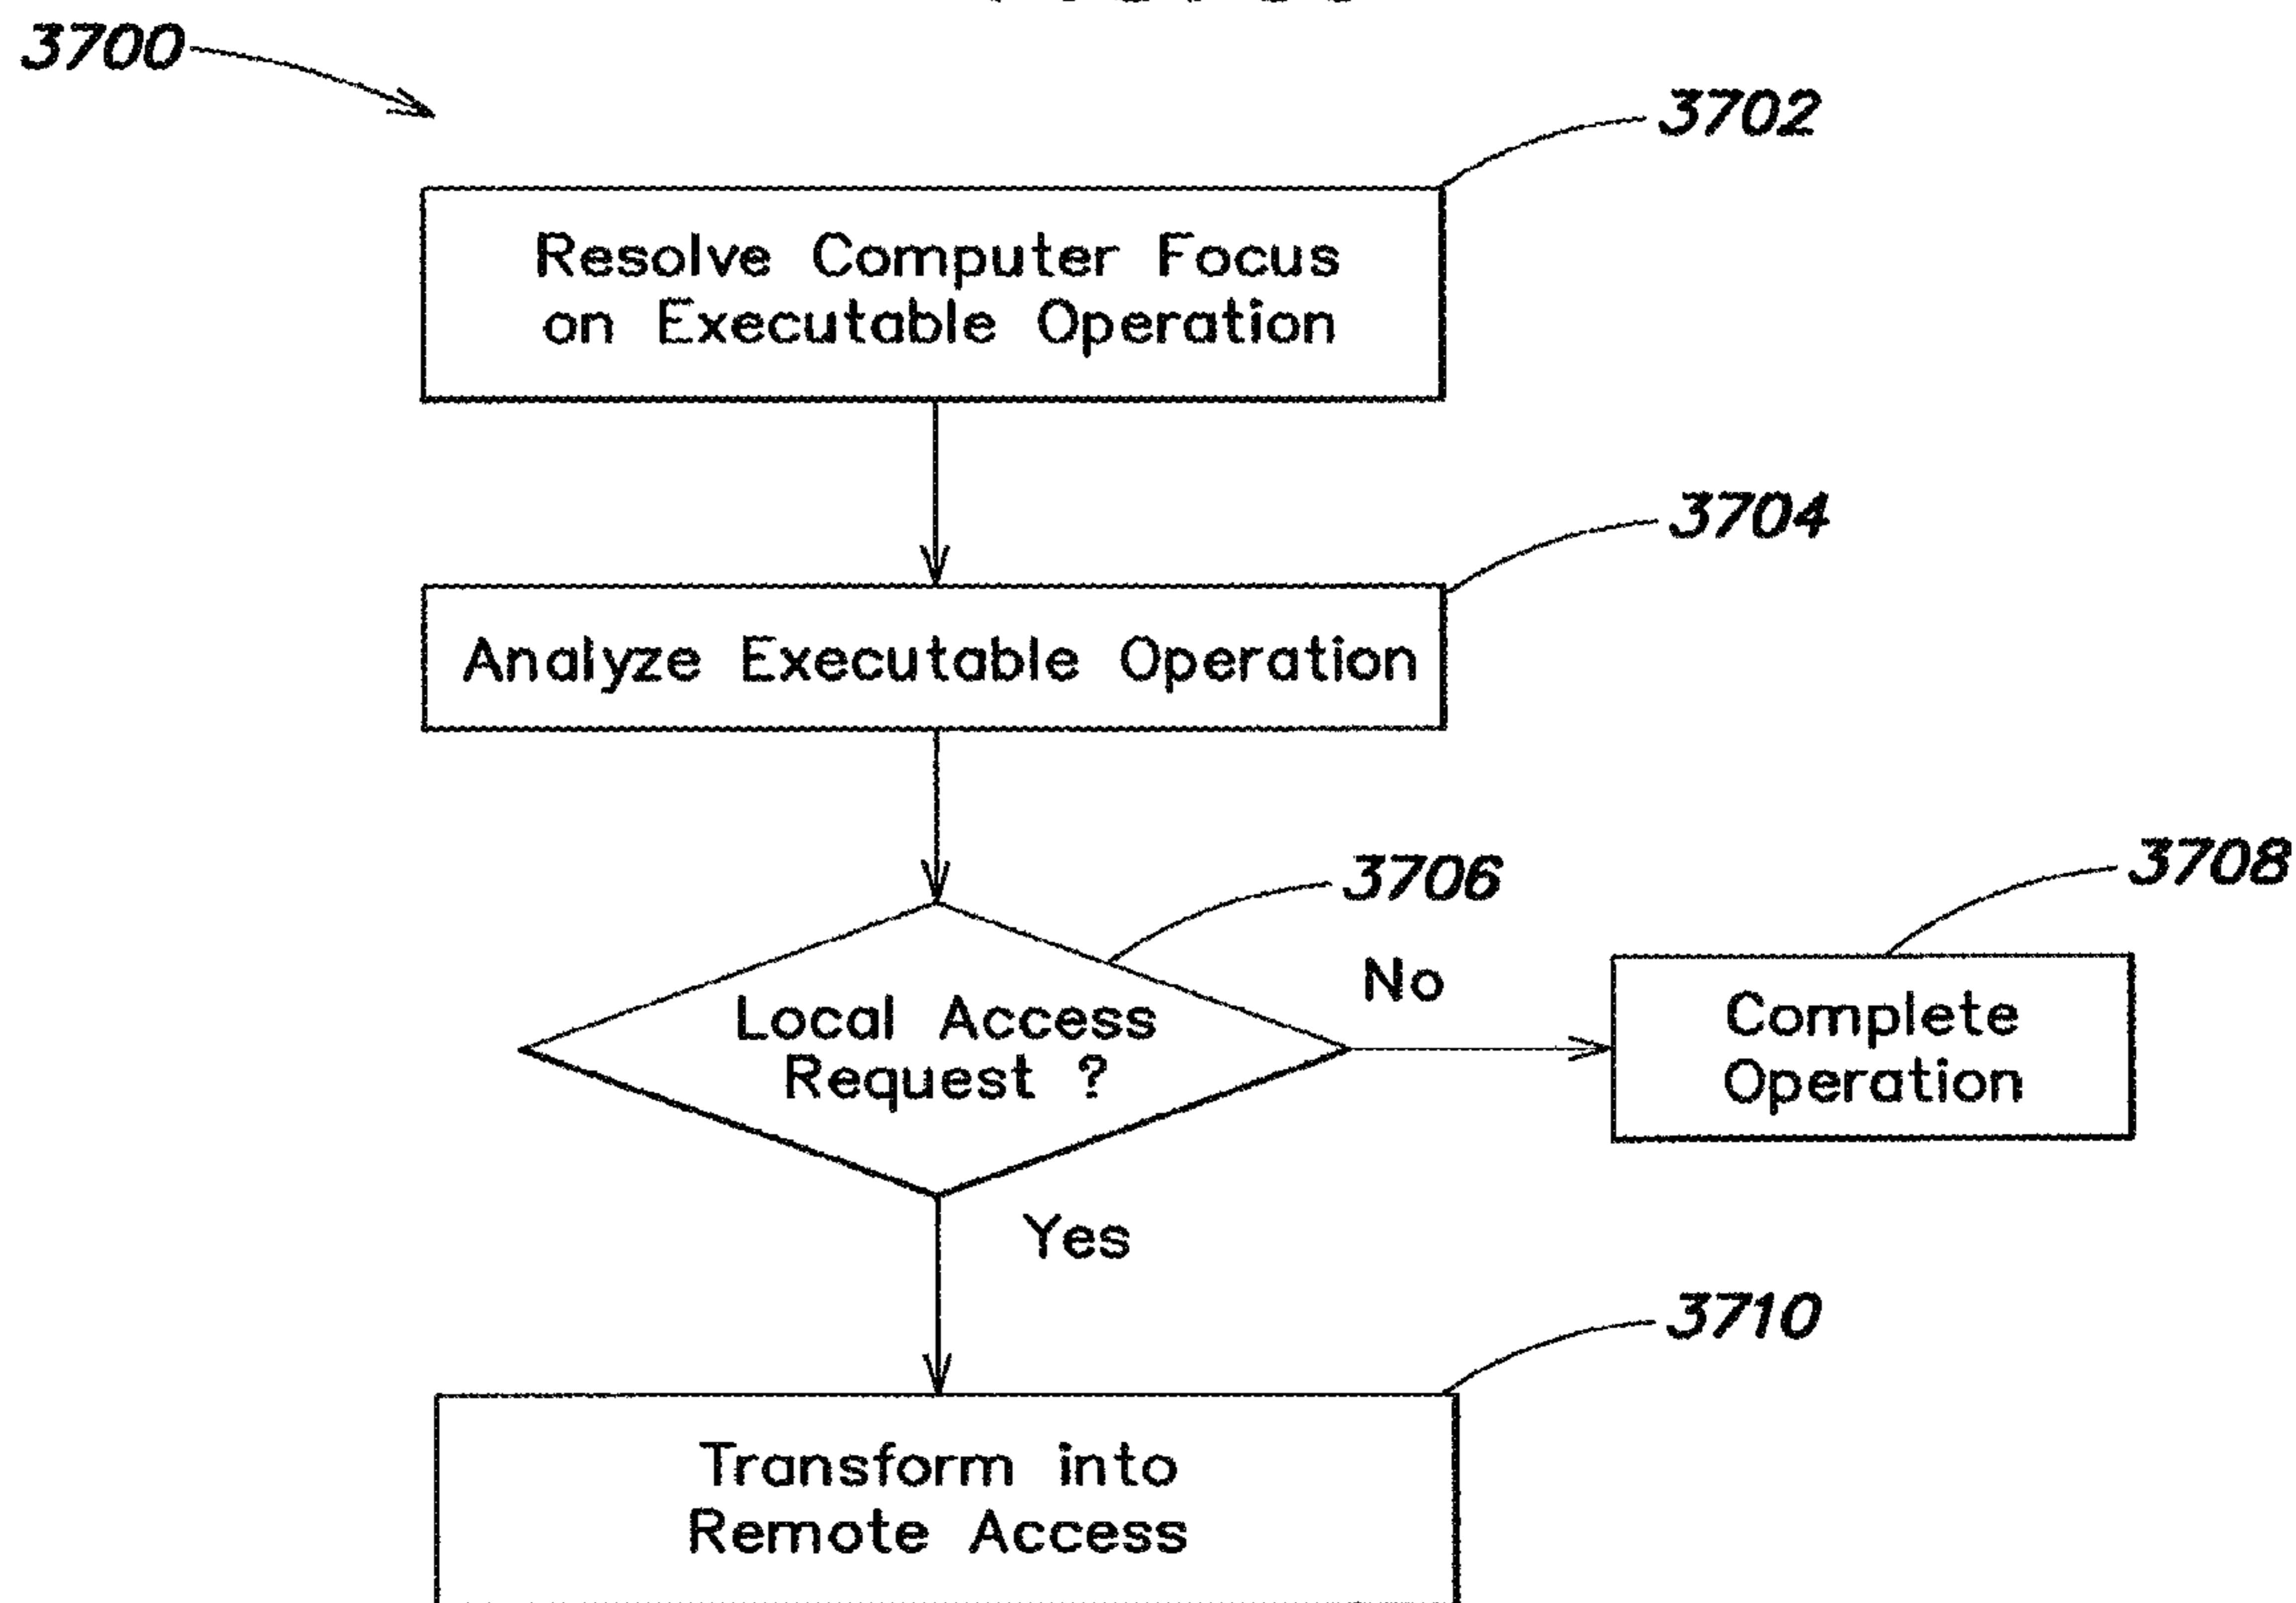 3700
3702
Resolve Computer Focus
on Executable Operation
3704
Analyze Executable Operation
3706
3708
No
Local Access
Request ?
Complete
Operation
Yes
3710
Transform into
Remote Access